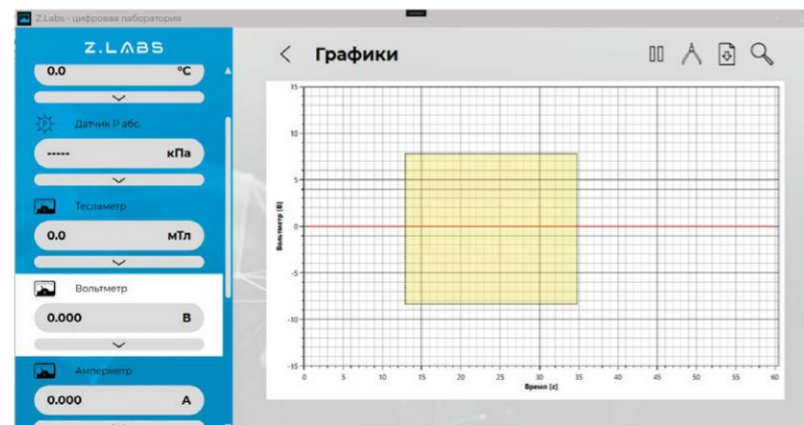 Z.Labs - цифровая лаборатория
Z.LABS
0.0 °C
Датчик P абс.
----- кПа
Тесламетр
0.0 мТл
Вольтметр
0.000 В
Амперметр
0.000 А
Графики
Вольтметр [В]
15
10
5
0
-5
-10
-15
0 5 10 15 20 25 30 35 40 45 50 55 60
Время [с]